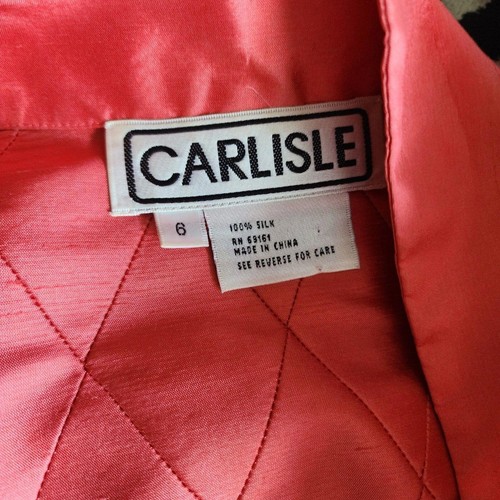 CARLISLE
6
100% SILK
RN 69161
MADE IN CHINA
SEE REVERSE FOR CARE